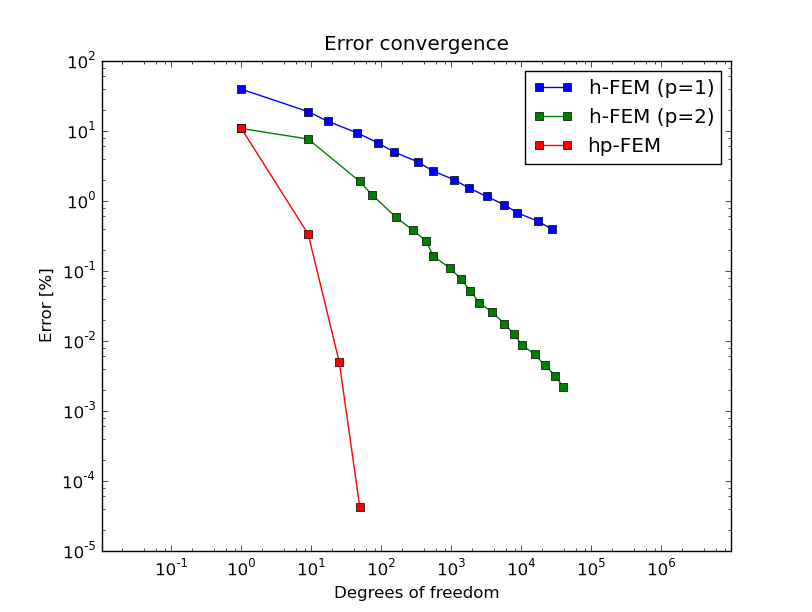 Error convergence
10^2
10^1
10^0
10^-1
10^-2
10^-3
10^-4
10^-5
Error [%]
h-FEM (p=1)
h-FEM (p=2)
hp-FEM
10^-1 10^0 10^1 10^2 10^3 10^4 10^5 10^6
Degrees of freedom